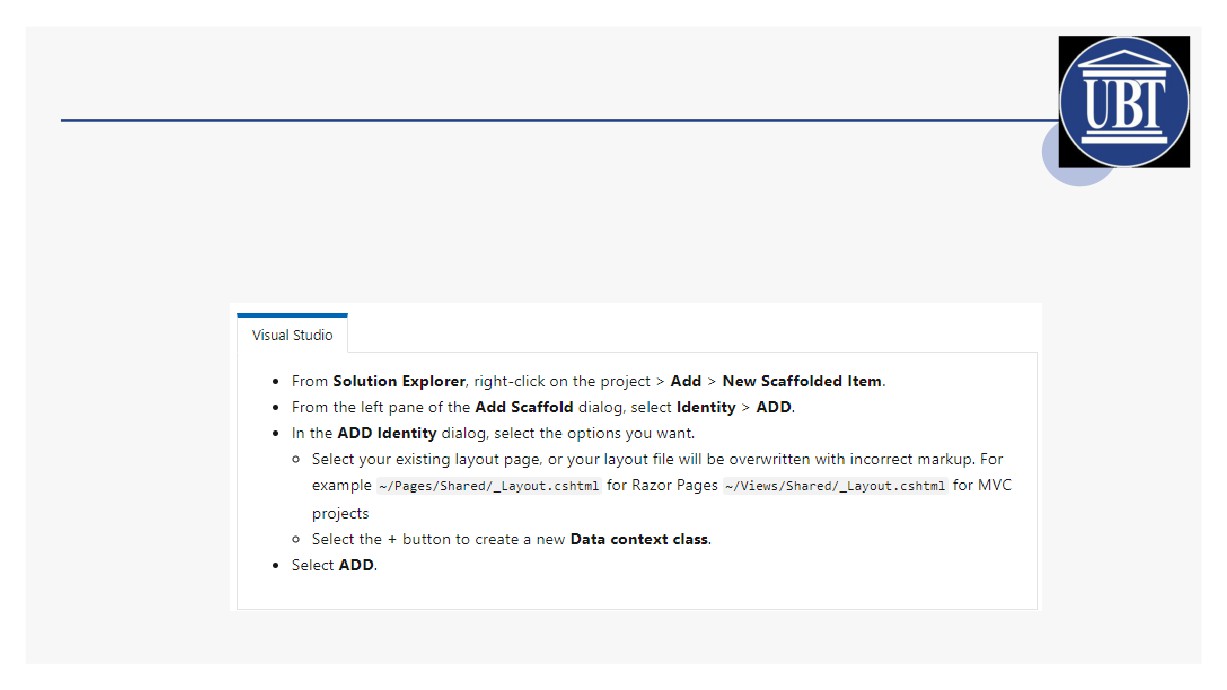 UBT
Visual Studio
• From Solution Explorer, right-click on the project > Add > New Scaffolded Item.
• From the left pane of the Add Scaffold dialog, select Identity > ADD.
• In the ADD Identity dialog, select the options you want.
o Select your existing layout page, or your layout file will be overwritten with incorrect markup. For
example ~/Pages/Shared/_Layout.cshtml for Razor Pages ~/Views/Shared/_Layout.cshtml for MVC
projects
o Select the + button to create a new Data context class.
• Select ADD.